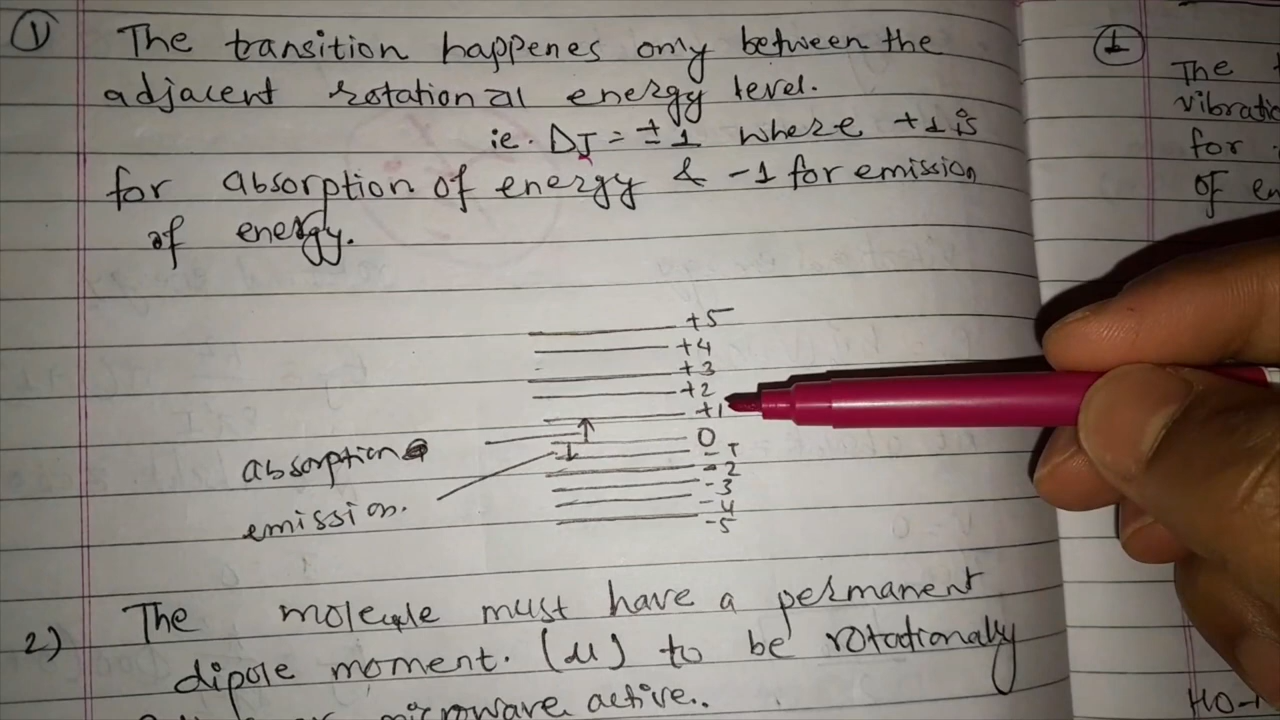 1
The transition happenes only between the
adjacent rotational energy level.
ie. ΔJ = ± 1 where +1 is
for absorption of energy & -1 for emission
of energy.
+5
+4
+3
+2
+1
0
-1
-2
-3
-4
-5
absorption
emission.
2) The molecule must have a permanent
dipole moment. (μ) to be rotationally
microwave active..
1
The
for
of
HO-